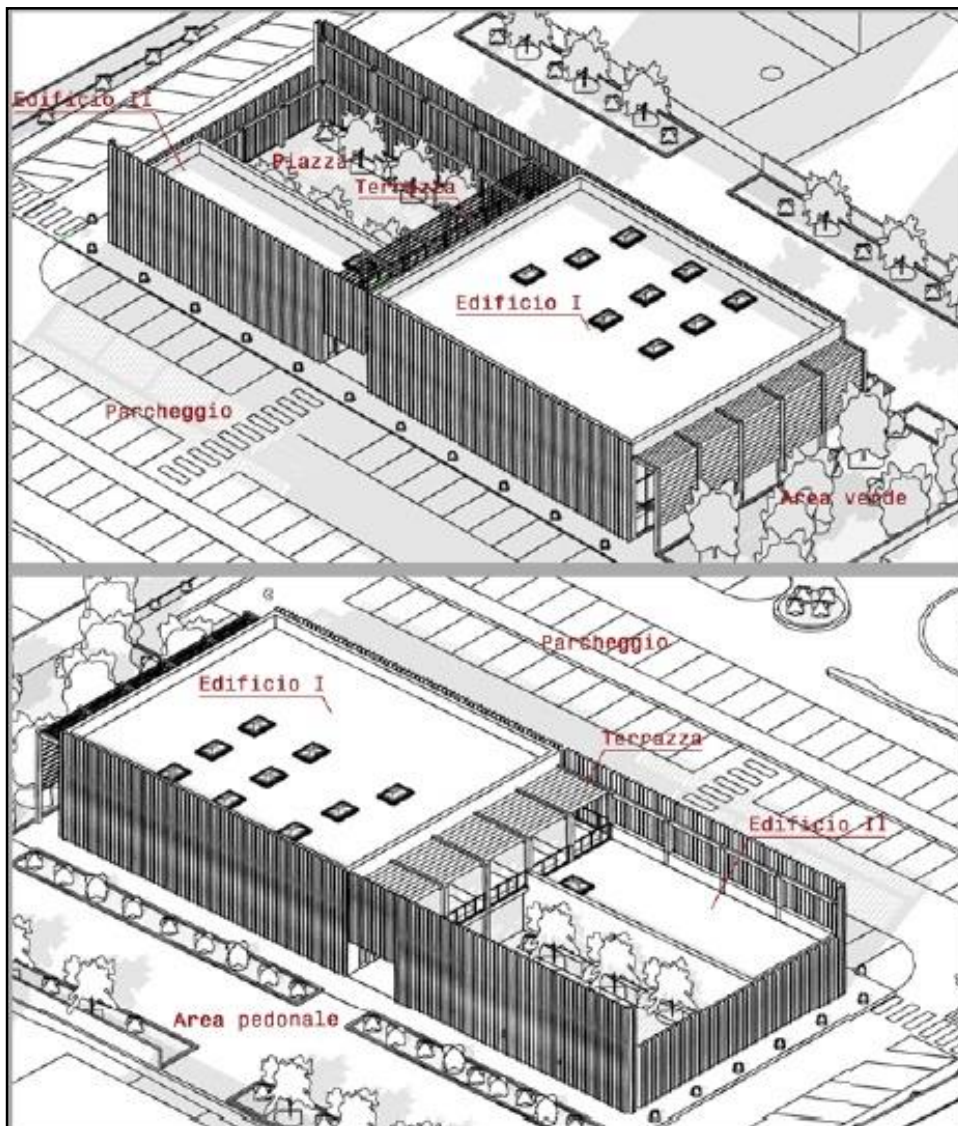 Edificio II
Piazza
Terrazza
Edificio I
Parcheggio
Area verde
Parcheggio
Edificio I
Terrazza
Edificio II
Area pedonale